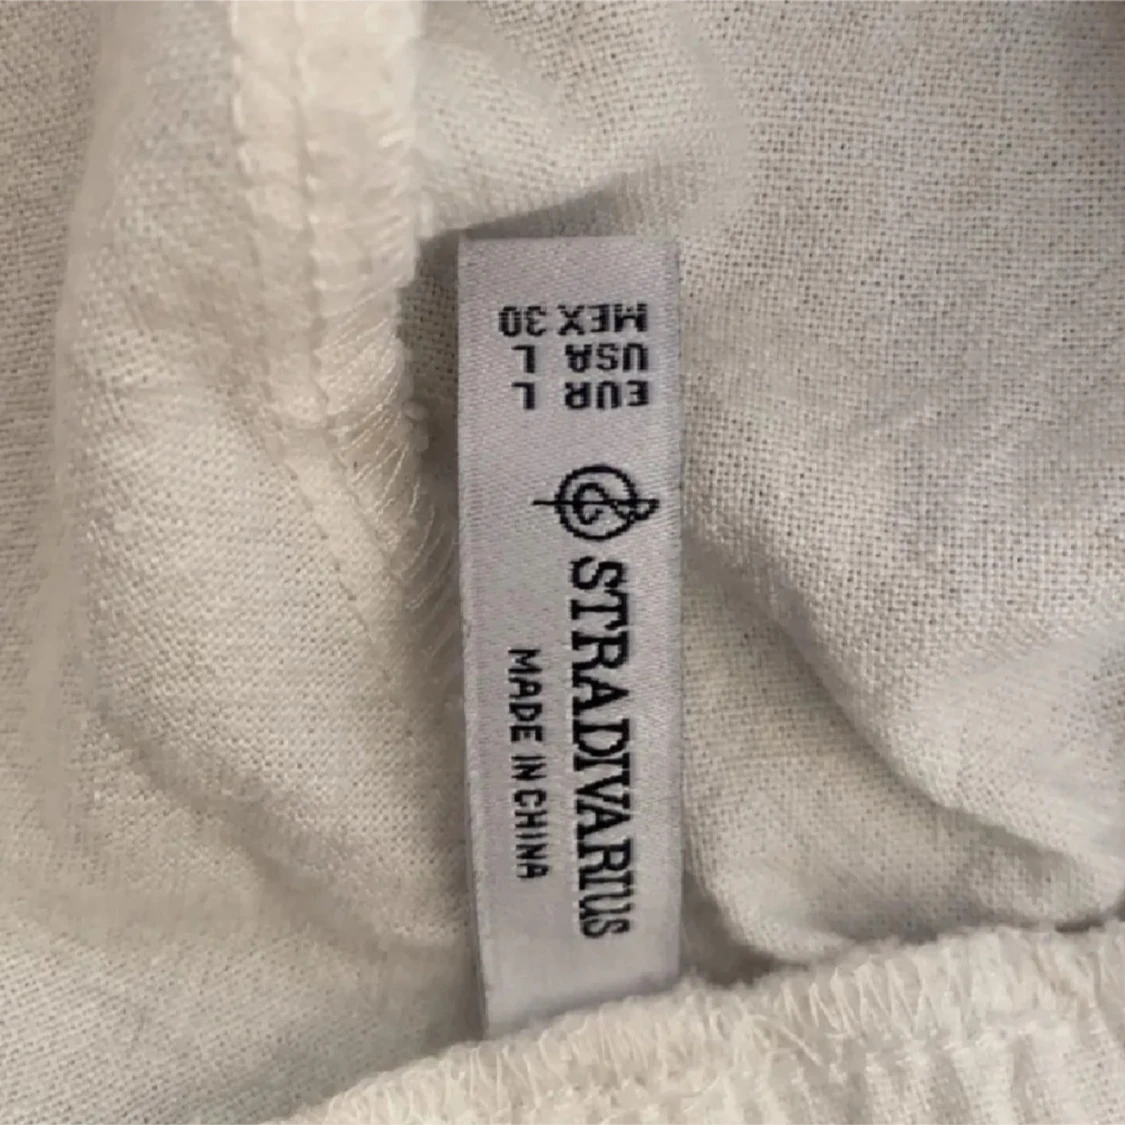 EUR L
USA L
MEX 30
STRADIVARIUS
MADE IN CHINA